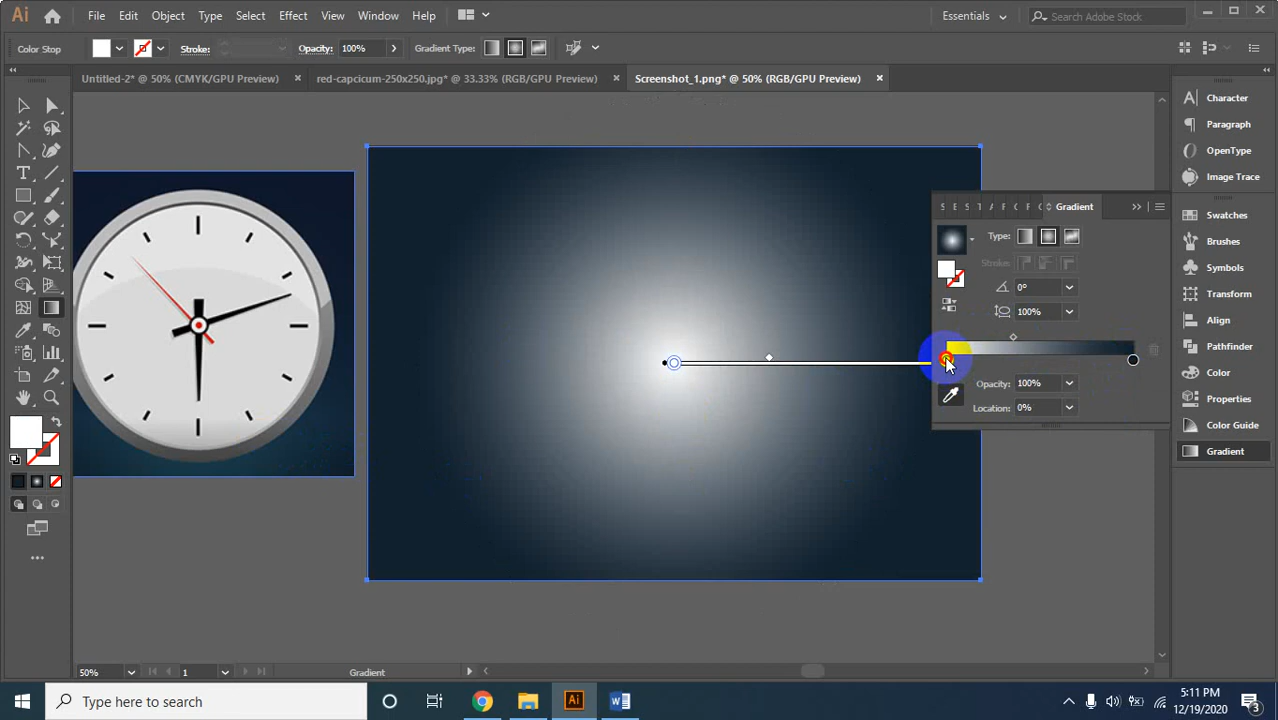 Ai File Edit Object Type Select Effect View Window Help Essentials Search Adobe Stock
Color Stop Stroke: Opacity: 100% Gradient Type:
Untitled-2* @ 50% (CMYK/GPU Preview) red-capcicum-250x250.jpg* @ 33.33% (RGB/GPU Preview) Screenshot_1.png* @ 50% (RGB/GPU Preview)
Character
Paragraph
OpenType
Image Trace
Swatches
Brushes
Symbols
Transform
Align
Pathfinder
Color
Properties
Color Guide
Gradient
S E S T A F C F C Gradient
Type:
Stroke:
0°
100%
Opacity: 100%
Location: 0%
50% 1 Gradient
Type here to search
Ai
W
5:11 PM
12/19/2020
3